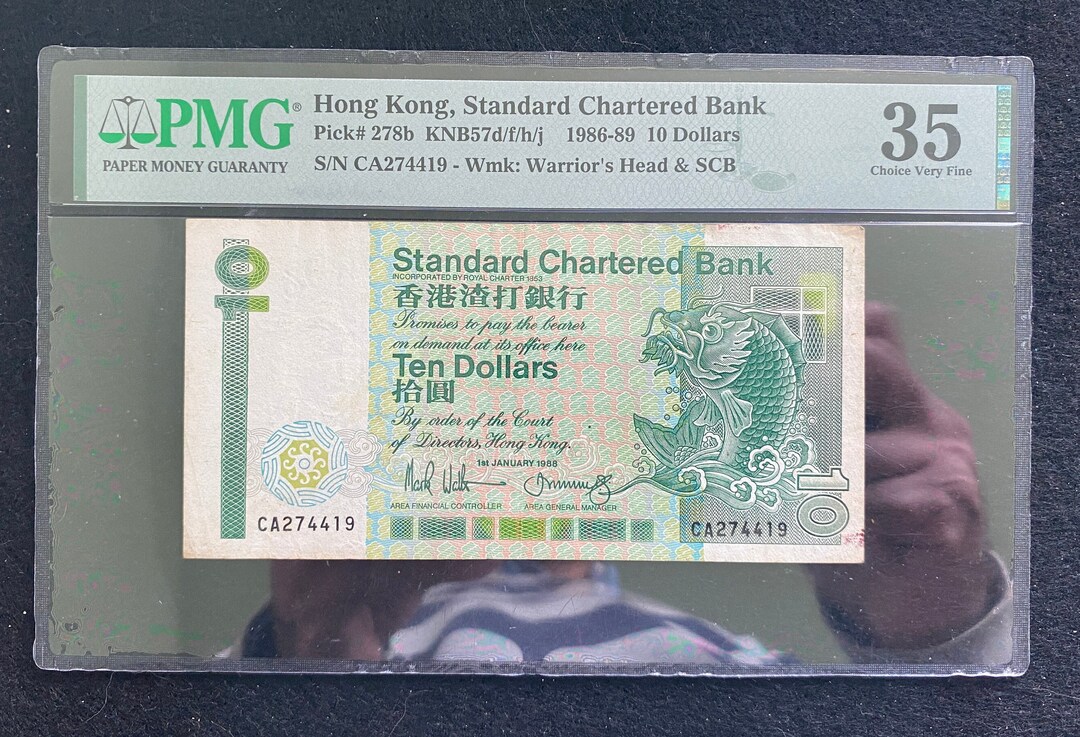 PMG®
PAPER MONEY GUARANTY
Hong Kong, Standard Chartered Bank
Pick# 278b KNB57d/f/h/j 1986-89 10 Dollars
S/N CA274419 - Wmk: Warrior's Head & SCB
35
Choice Very Fine
10
Standard Chartered Bank
INCORPORATED BY ROYAL CHARTER 1853
香港渣打銀行
Promises to pay the bearer
on demand at its office here
Ten Dollars
拾圓
By order of the Court
of Directors, Hong Kong.
1st JANUARY 1988
AREA FINANCIAL CONTROLLER AREA GENERAL MANAGER
CA274419
CA274419
10